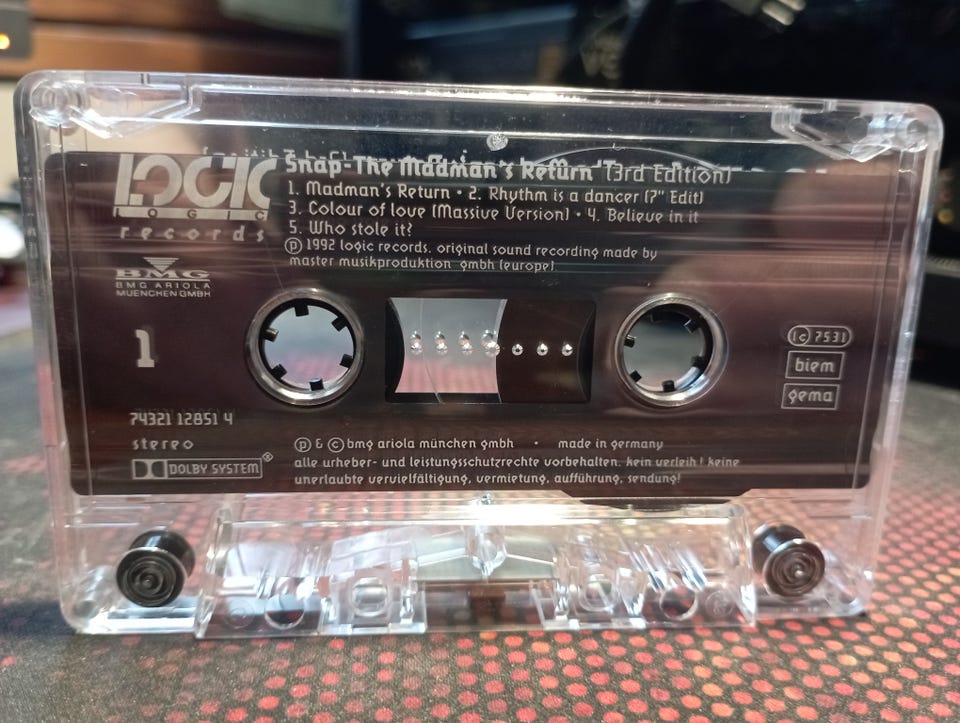 LOGIC
LOGIC
records
Snap-The Madman's Return (3rd Edition)
1. Madman's Return • 2. Rhythm is a dancer (7" Edit)
3. Colour of love (Massive Version) • 4. Believe in it
5. Who stole it?
Ⓟ 1992 logic records. original sound recording made by
master musikproduktion gmbh (europe)
BMG
BMG ARIOLA
MUENCHEN GMBH
1
LC 7531
biem
gema
74321 12851 4
stereo
DOLBY SYSTEM®
Ⓟ & © bmg ariola münchen gmbh • made in germany
alle urheber- und leistungsschutzrechte vorbehalten. kein verleih! keine
unerlaubte vervielfältigung, vermietung, aufführung, sendung!